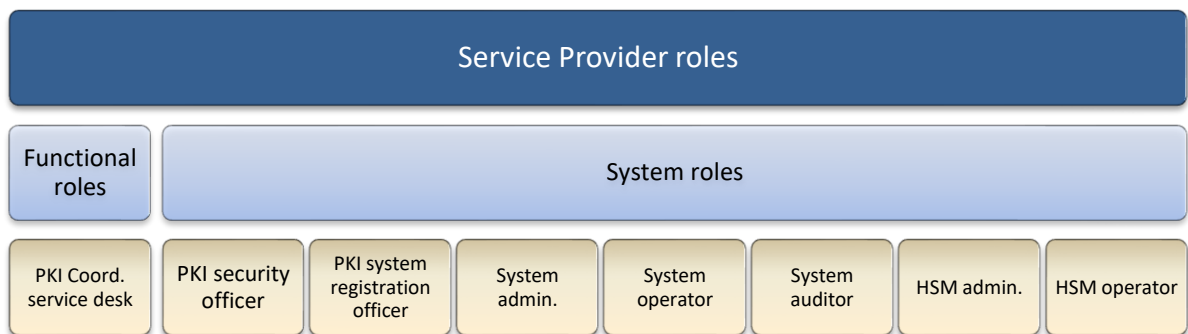 Service Provider roles
Functional
roles
System roles
PKI Coord.
service desk
PKI security
officer
PKI system
registration
officer
System
admin.
System
operator
System
auditor
HSM admin.
HSM operator